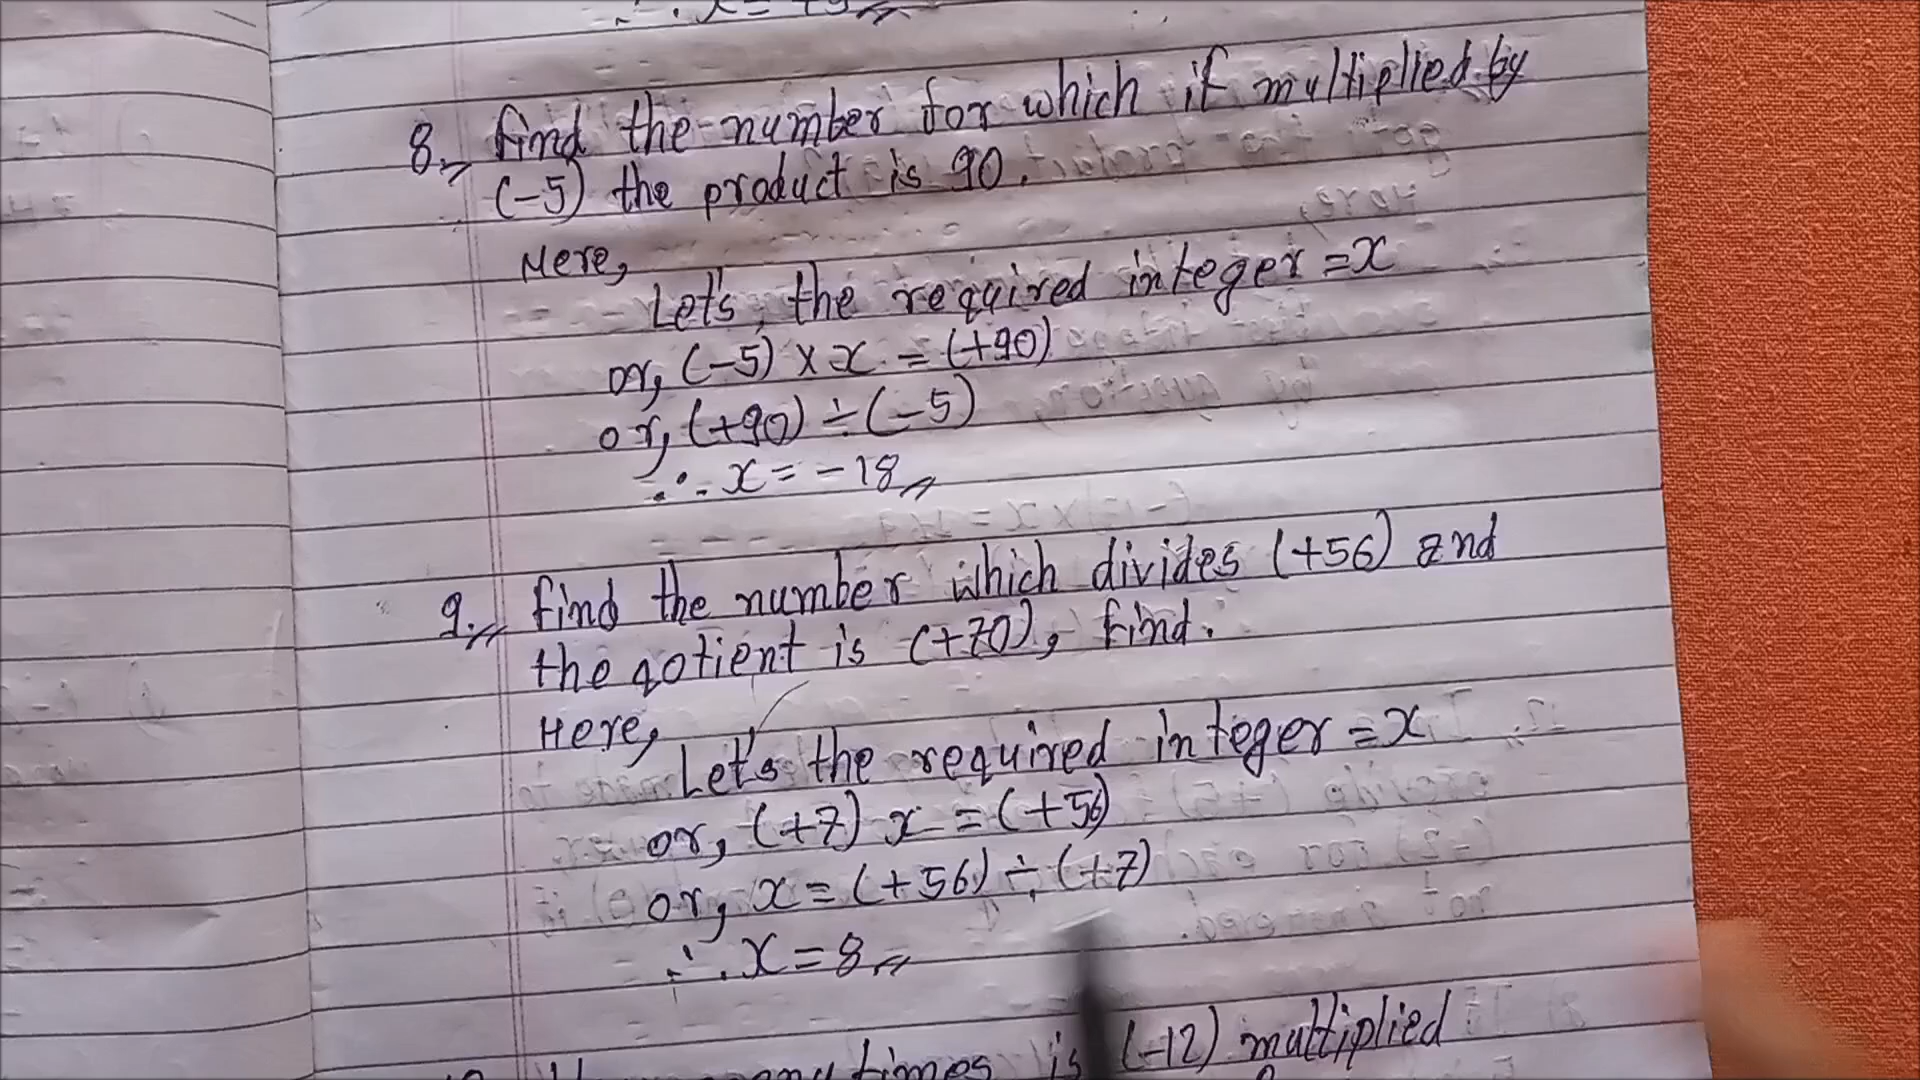 8. Find the number for which if multiplied by
(-5) the product is 90.
Here,
Let's, the required integer = x
or, (-5) × x = (+90)
or, (+90) ÷ (-5)
∴ x = -18
9. Find the number which divides (+56) and
the qotient is (+70), find.
Here,
Let's the required integer = x
or, (+7) x = (+56)
or, x = (+56) ÷ (+7)
∴ x = 8
times is (-12) multiplied